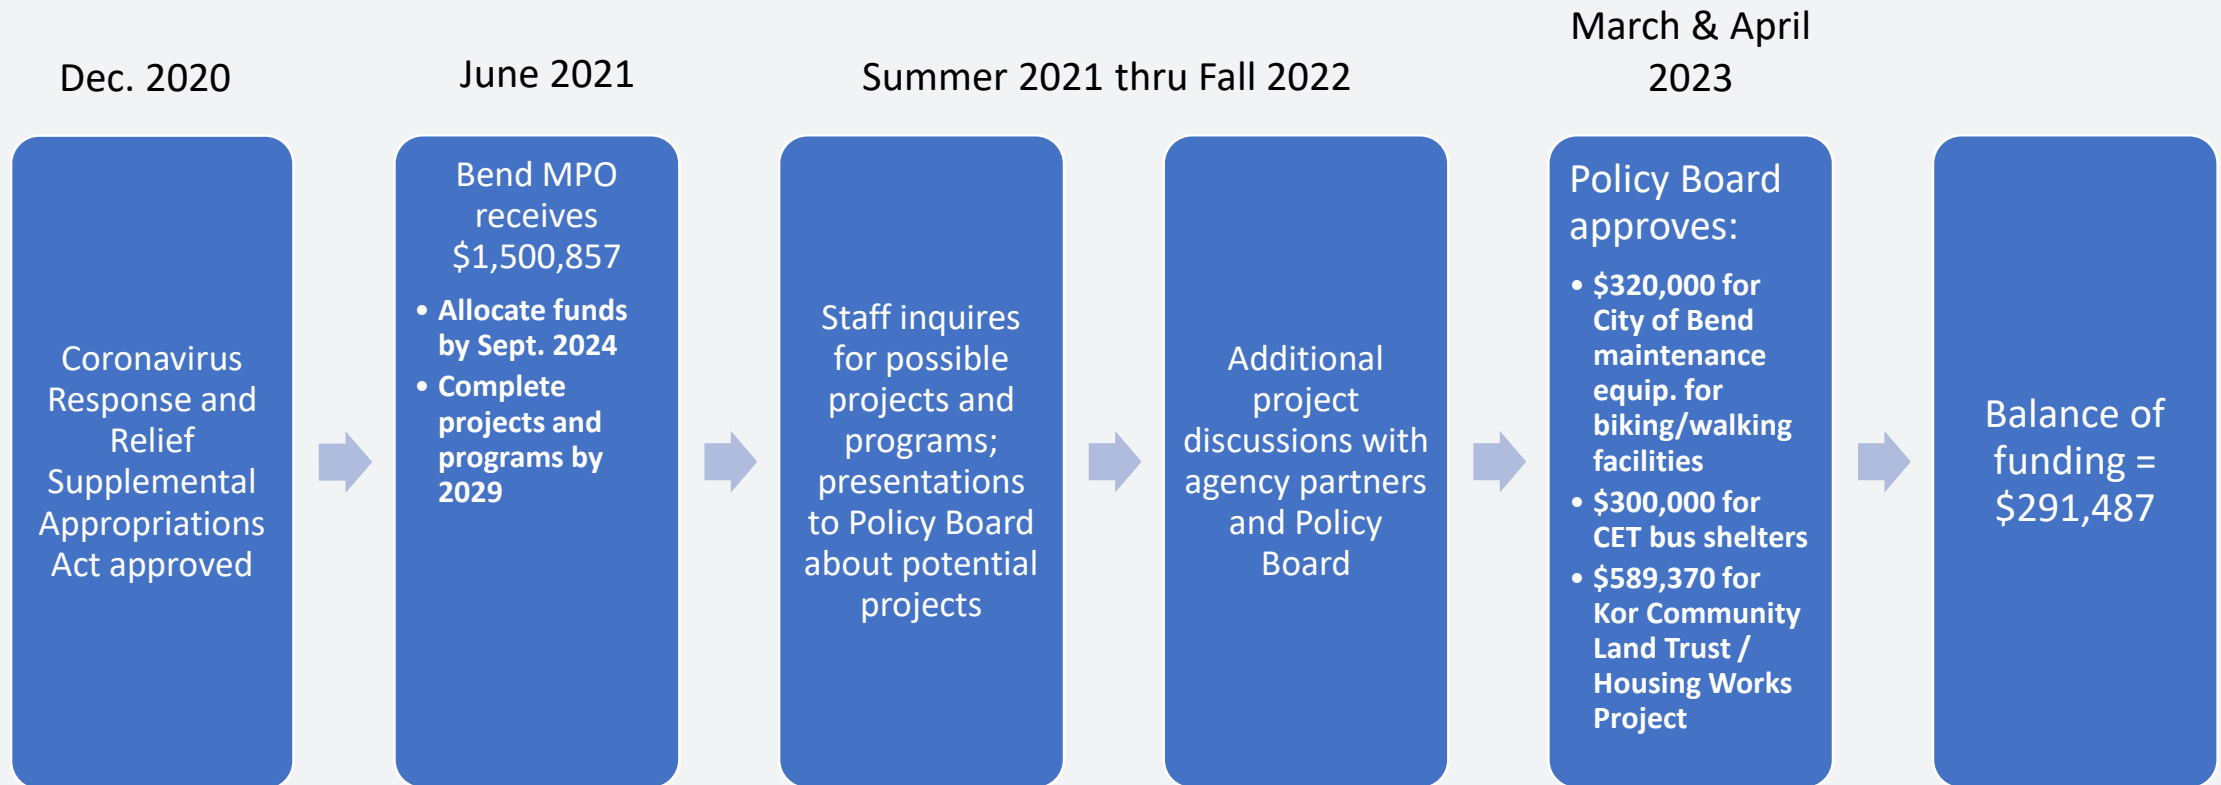 Dec. 2020
June 2021
Summer 2021 thru Fall 2022
March & April
2023
Coronavirus
Response and
Relief
Supplemental
Appropriations
Act approved
Bend MPO
receives
$1,500,857
• Allocate funds
by Sept. 2024
• Complete
projects and
programs by
2029
Staff inquires
for possible
projects and
programs;
presentations
to Policy Board
about potential
projects
Additional
project
discussions with
agency partners
and Policy
Board
Policy Board
approves:
• $320,000 for
City of Bend
maintenance
equip. for
biking/walking
facilities
• $300,000 for
CET bus shelters
• $589,370 for
Kor Community
Land Trust /
Housing Works
Project
Balance of
funding =
$291,487